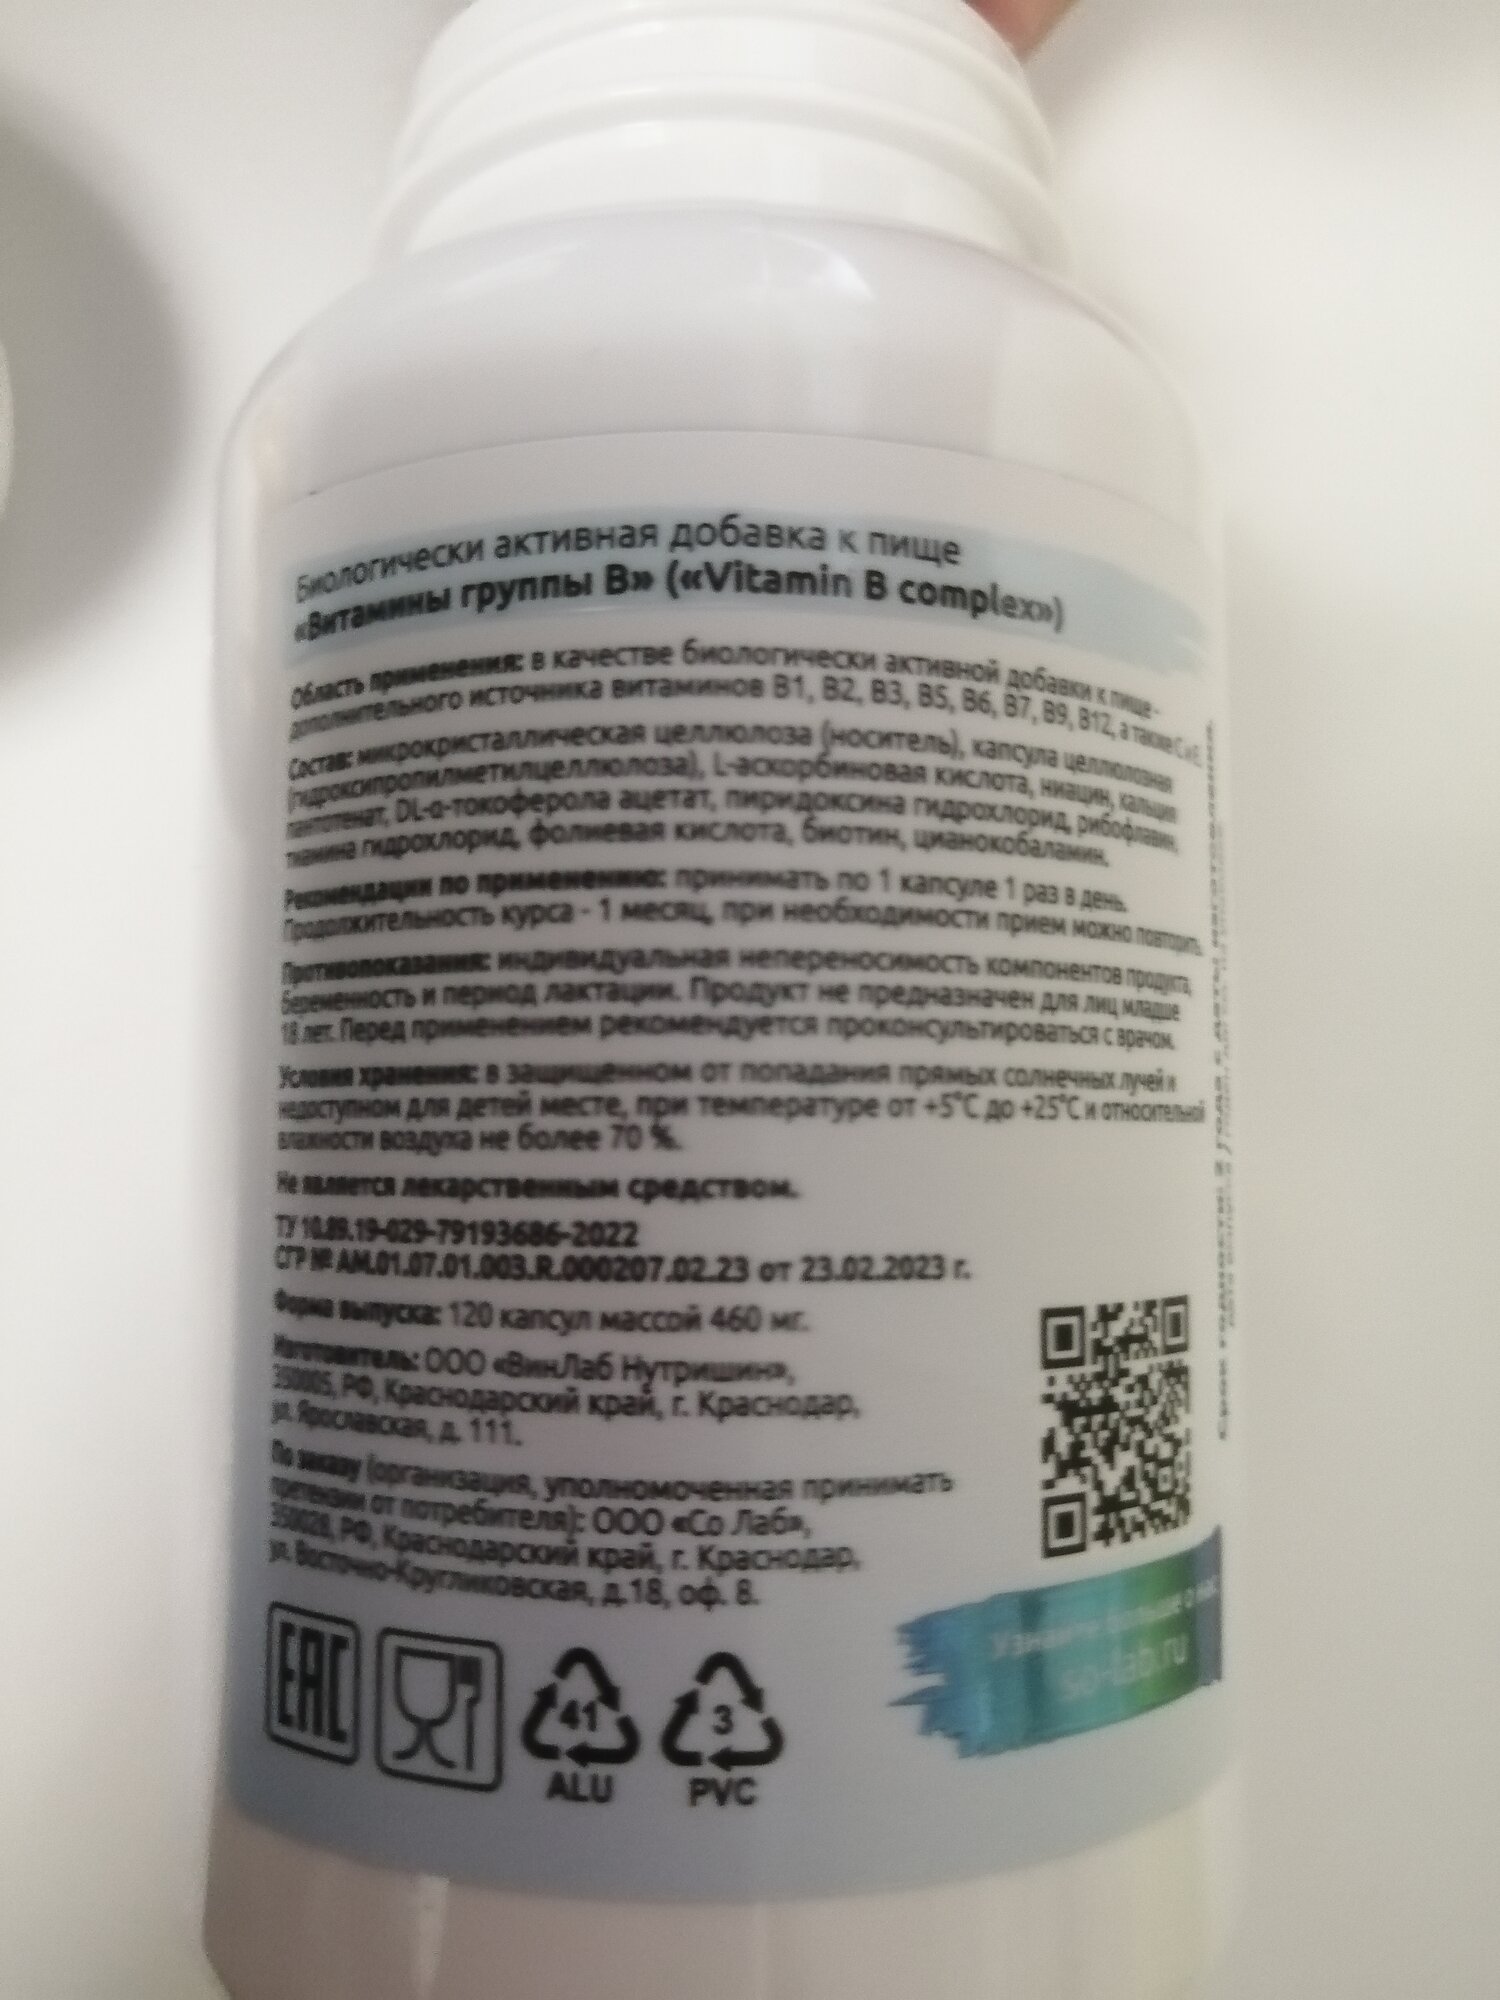 Биологически активная добавка к пище
«Витамины группы В» («Vitamin B complex»)
Область применения: в качестве биологически активной добавки к пище -
дополнительного источника витаминов В1, В2, В3, В5, В6, В7, В9, В12, а также С и Е.
Состав: микрокристаллическая целлюлоза (носитель), капсула целлюлозная
(гидроксипропилметилцеллюлоза), L-аскорбиновая кислота, ниацин, кальция
пантотенат, DL-α-токоферола ацетат, пиридоксина гидрохлорид, рибофлавин,
тиамина гидрохлорид, фолиевая кислота, биотин, цианокобаламин.
Рекомендации по применению: принимать по 1 капсуле 1 раз в день.
Продолжительность курса - 1 месяц, при необходимости прием можно повторить.
Противопоказания: индивидуальная непереносимость компонентов продукта,
беременность и период лактации. Продукт не предназначен для лиц младше
18 лет. Перед применением рекомендуется проконсультироваться с врачом.
Условия хранения: в защищенном от попадания прямых солнечных лучей и
недоступном для детей месте, при температуре от +5°С до +25°С и относительной
влажности воздуха не более 70 %.
Не является лекарственным средством.
ТУ 10.89.19-029-79193686-2022
СГР № AM.01.07.01.003.R.000207.02.23 от 23.02.2023 г.
Форма выпуска: 120 капсул массой 460 мг.
Изготовитель: ООО «ВинЛаб Нутришин»,
350005, РФ, Краснодарский край, г. Краснодар,
ул. Ярославская, д. 111.
По заказу (организация, уполномоченная принимать
претензии от потребителя): ООО «Со Лаб»,
350028, РФ, Краснодарский край, г. Краснодар,
ул. Восточно-Кругликовская, д.18, оф. 8.
Узнайте больше о нас
so-lab.ru
EAC
41
ALU
3
PVC
Срок годности: